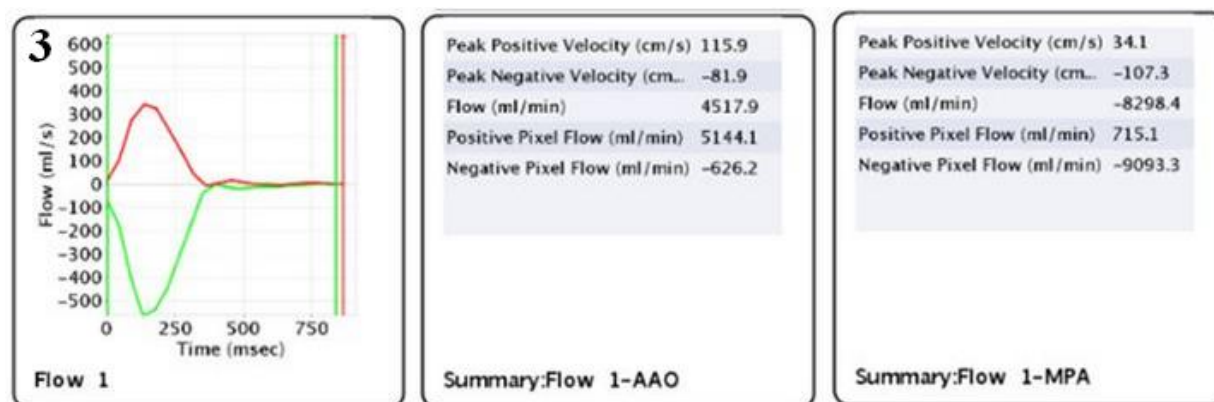 3
600
500
400
300
200
100
0
-100
-200
-300
-400
-500
Flow (ml/s)
0 250 500 750
Time (msec)
Flow 1
Peak Positive Velocity (cm/s) 115.9
Peak Negative Velocity (cm... -81.9
Flow (ml/min) 4517.9
Positive Pixel Flow (ml/min) 5144.1
Negative Pixel Flow (ml/min) -626.2
Summary:Flow 1-AAO
Peak Positive Velocity (cm/s) 34.1
Peak Negative Velocity (cm... -107.3
Flow (ml/min) -8298.4
Positive Pixel Flow (ml/min) 715.1
Negative Pixel Flow (ml/min) -9093.3
Summary:Flow 1-MPA